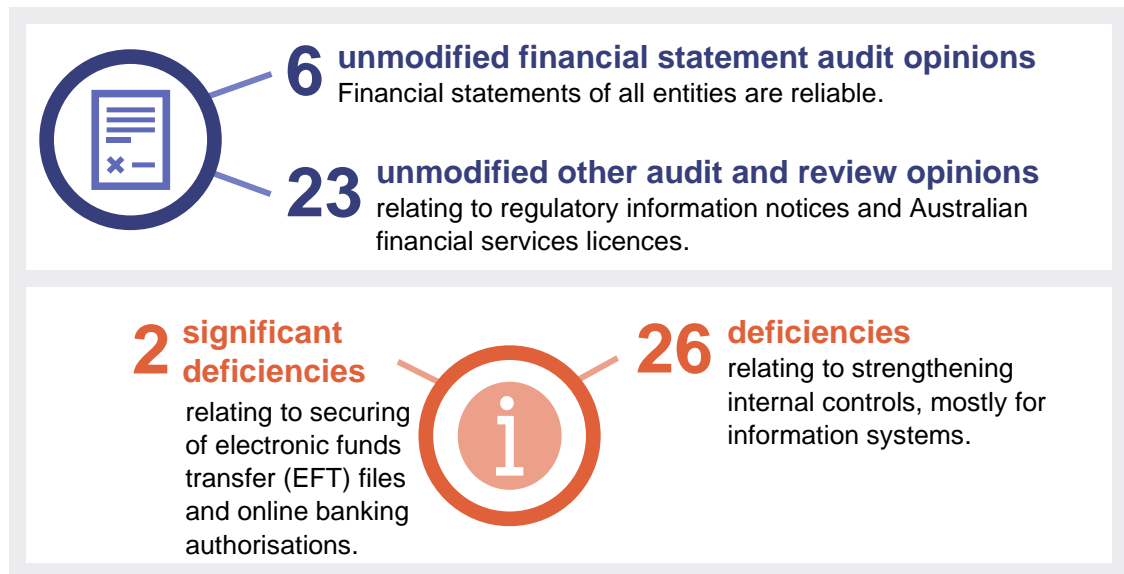 6 unmodified financial statement audit opinions
Financial statements of all entities are reliable.
23 unmodified other audit and review opinions
relating to regulatory information notices and Australian
financial services licences.
2 significant
deficiencies
relating to securing
of electronic funds
transfer (EFT) files
and online banking
authorisations.
26 deficiencies
relating to strengthening
internal controls, mostly for
information systems.